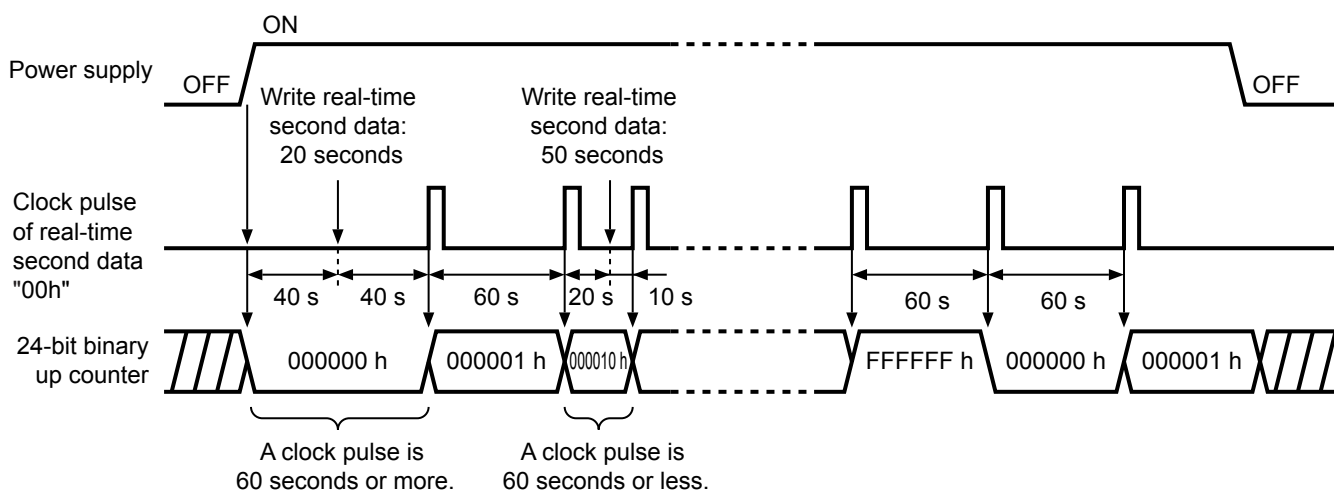 ON
Power supply
OFF
OFF
Write real-time
second data:
20 seconds
Write real-time
second data:
50 seconds
Clock pulse
of real-time
second data
"00h"
40 s
40 s
60 s
20 s
10 s
60 s
60 s
24-bit binary
up counter
000000 h
000001 h
000010 h
FFFFFF h
000000 h
000001 h
A clock pulse is
60 seconds or more.
A clock pulse is
60 seconds or less.